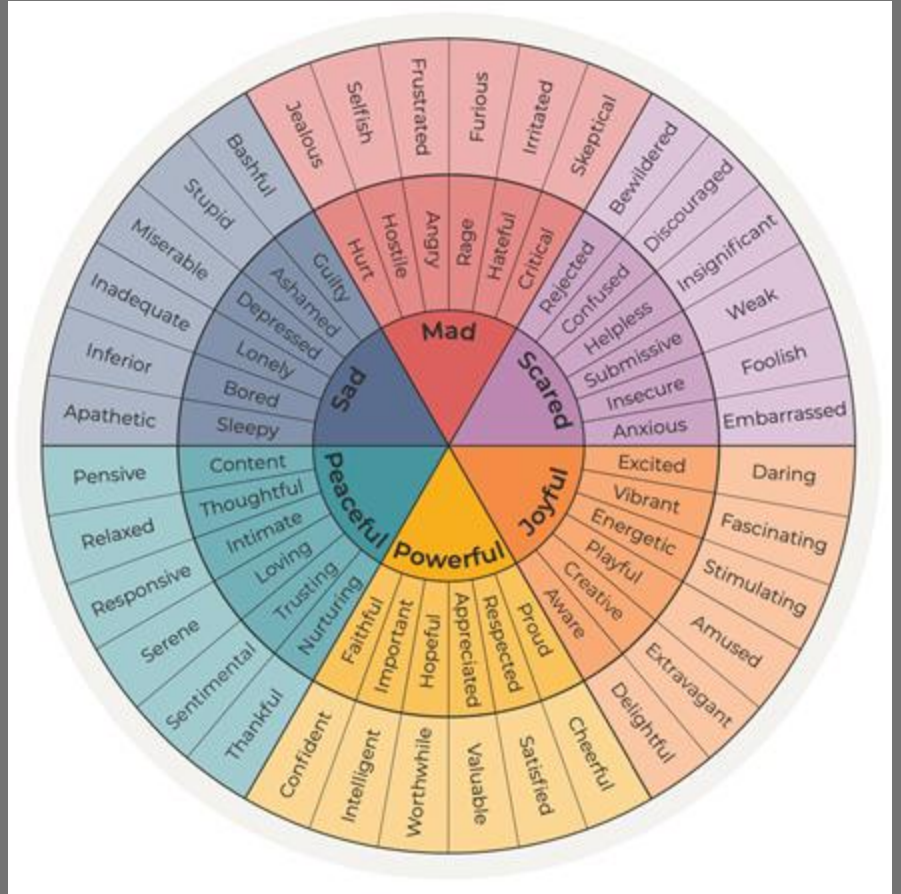 Mad
Scared
Joyful
Powerful
Peaceful
Sad
Hurt
Hostile
Angry
Rage
Hateful
Critical
Rejected
Confused
Helpless
Submissive
Insecure
Anxious
Excited
Vibrant
Energetic
Playful
Creative
Aware
Proud
Respected
Appreciated
Hopeful
Important
Faithful
Nurturing
Trusting
Loving
Intimate
Thoughtful
Content
Sleepy
Bored
Lonely
Depressed
Ashamed
Guilty
Jealous
Selfish
Frustrated
Furious
Irritated
Skeptical
Bewildered
Discouraged
Insignificant
Weak
Foolish
Embarrassed
Daring
Fascinating
Stimulating
Amused
Extravagant
Delightful
Cheerful
Satisfied
Valuable
Worthwhile
Intelligent
Confident
Thankful
Sentimental
Serene
Responsive
Relaxed
Pensive
Apathetic
Inferior
Inadequate
Miserable
Stupid
Bashful